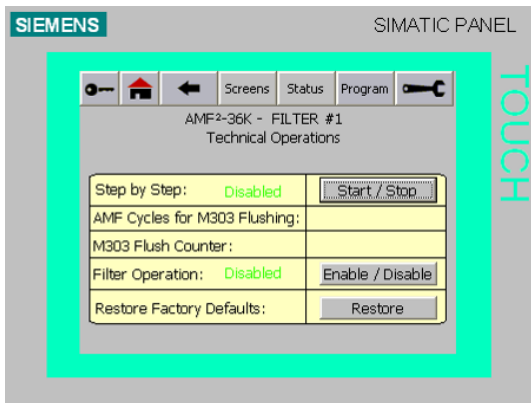 SIEMENS SIMATIC PANEL
TOUCH
Screens Status Program
AMF²-36K - FILTER #1
Technical Operations
Step by Step: Disabled Start / Stop
AMF Cycles for M303 Flushing:
M303 Flush Counter:
Filter Operation: Disabled Enable / Disable
Restore Factory Defaults: Restore